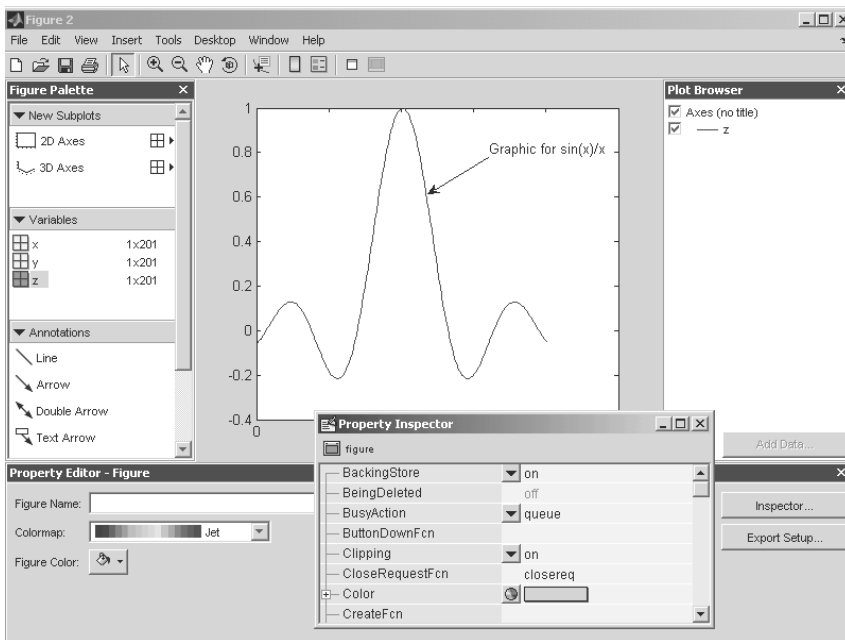 Figure 2
File Edit View Insert Tools Desktop Window Help
Figure Palette
New Subplots
2D Axes
3D Axes
Variables
x 1x201
y 1x201
z 1x201
Annotations
Line
Arrow
Double Arrow
Text Arrow
1
0.8
0.6
0.4
0.2
0
-0.2
-0.4
0
Graphic for sin(x)/x
Plot Browser
Axes (no title)
z
Add Data...
Property Editor - Figure
Figure Name:
Colormap: Jet
Figure Color:
Inspector...
Export Setup...
Property Inspector
figure
BackingStore on
BeingDeleted off
BusyAction queue
ButtonDownFcn
Clipping on
CloseRequestFcn closereq
Color
CreateFcn